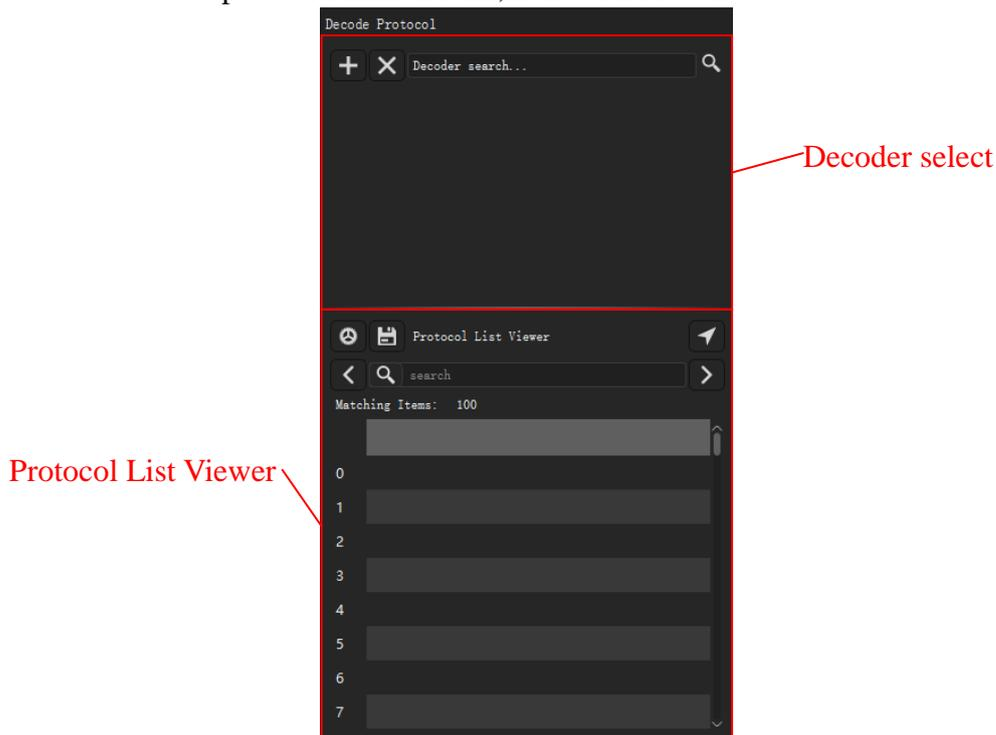 Decode Protocol
Decoder search...
Decoder select
Protocol List Viewer
search
Matching Items: 100
Protocol List Viewer
0
1
2
3
4
5
6
7